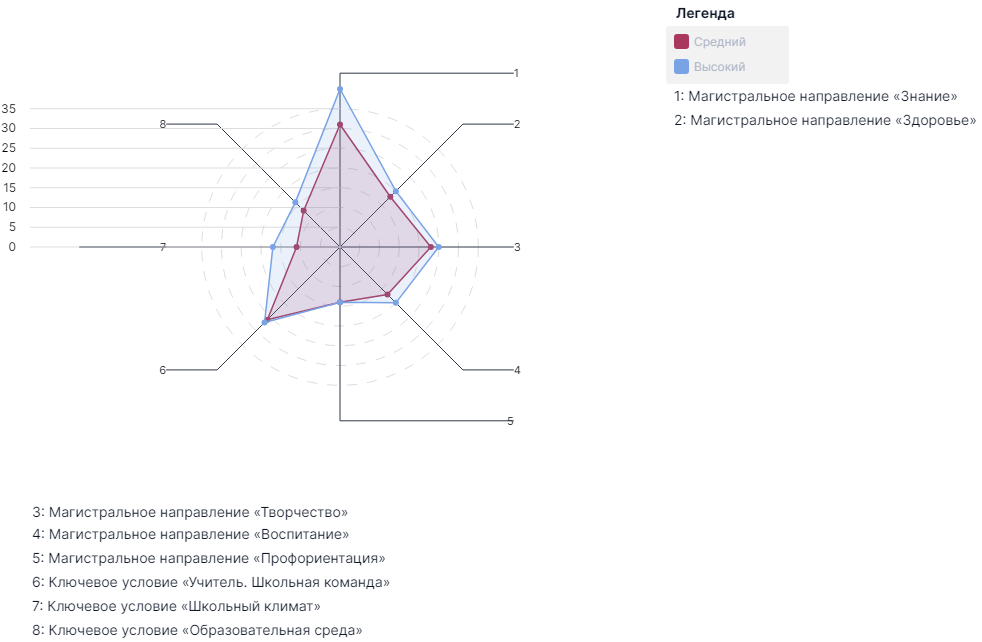 Легенда
Средний
Высокий
1: Магистральное направление «Знание»
2: Магистральное направление «Здоровье»
1
2
3
4
5
6
7
8
35
30
25
20
15
10
5
0
3: Магистральное направление «Творчество»
4: Магистральное направление «Воспитание»
5: Магистральное направление «Профориентация»
6: Ключевое условие «Учитель. Школьная команда»
7: Ключевое условие «Школьный климат»
8: Ключевое условие «Образовательная среда»